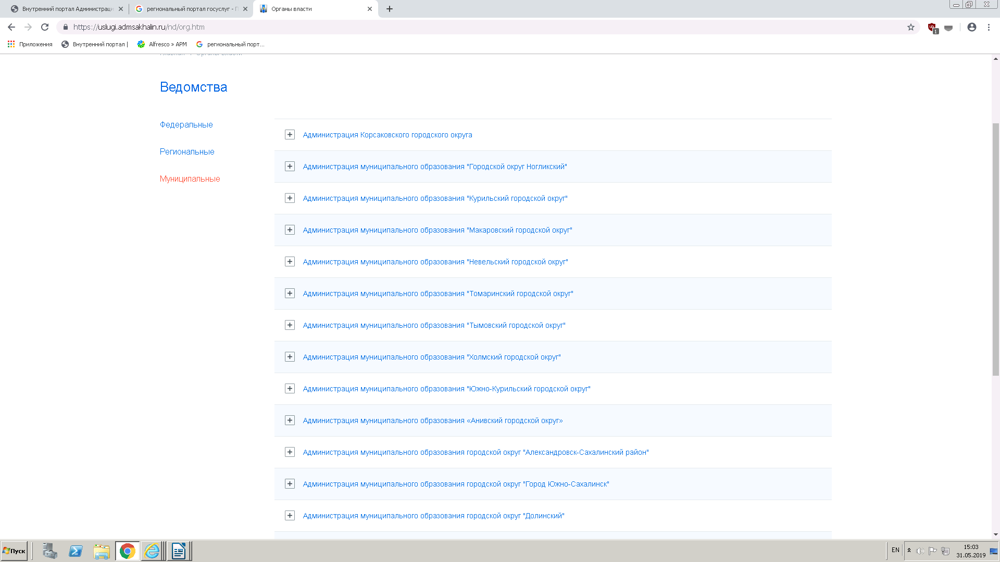 Внутренний портал Администраци
региональный портал госуслуг - П
Органы власти
https://uslugi.admsakhalin.ru/nd/org.htm
1
Приложения
Внутренний портал |
Alfresco » АРМ
региональный порт...
Главная
Органы власти
Ведомства
Федеральные
Региональные
Муниципальные
Администрация Корсаковского городского округа
Администрация муниципального образования "Городской округ Ногликский"
Администрация муниципального образования "Курильский городской округ"
Администрация муниципального образования "Макаровский городской округ"
Администрация муниципального образования "Невельский городской округ"
Администрация муниципального образования "Томаринский городской округ"
Администрация муниципального образования "Тымовский городской округ"
Администрация муниципального образования "Холмский городской округ"
Администрация муниципального образования "Южно-Курильский городской округ"
Администрация муниципального образования «Анивский городской округ»
Администрация муниципального образования городской округ "Александровск-Сахалинский район"
Администрация муниципального образования городской округ "Город Южно-Сахалинск"
Администрация муниципального образования городской округ "Долинский"
Пуск
EN
15:03
31.05.2019